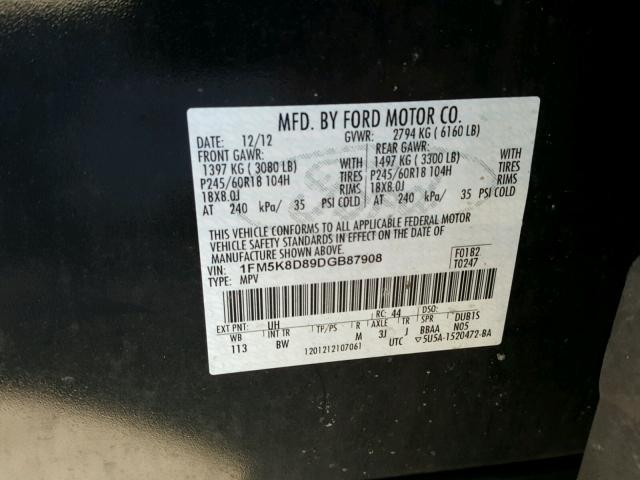 MFD. BY FORD MOTOR CO.
DATE: 12/12 GVWR: 2794 KG ( 6160 LB)
FRONT GAWR: REAR GAWR:
1397 KG ( 3080 LB) WITH 1497 KG ( 3300 LB) WITH
P245/60R18 104H TIRES P245/60R18 104H TIRES
18X8.0J RIMS 18X8.0J RIMS
AT 240 kPa/ 35 PSI COLD AT 240 kPa/ 35 PSI COLD
THIS VEHICLE CONFORMS TO ALL APPLICABLE FEDERAL MOTOR
VEHICLE SAFETY AND BUMPER STANDARDS IN EFFECT ON THE DATE OF
MANUFACTURE SHOWN ABOVE.
VIN: 1FM5K8D89DGB87908 F01B2
TYPE: MPV T0247
EXT PNT: UH RC: 44 DSO:
WB INT TR TP/PS R AXLE TR SPR DUB1S
113 BW M 3J J BBAA N05
1201212107061 UTC ▽5U5A-1520472-BA